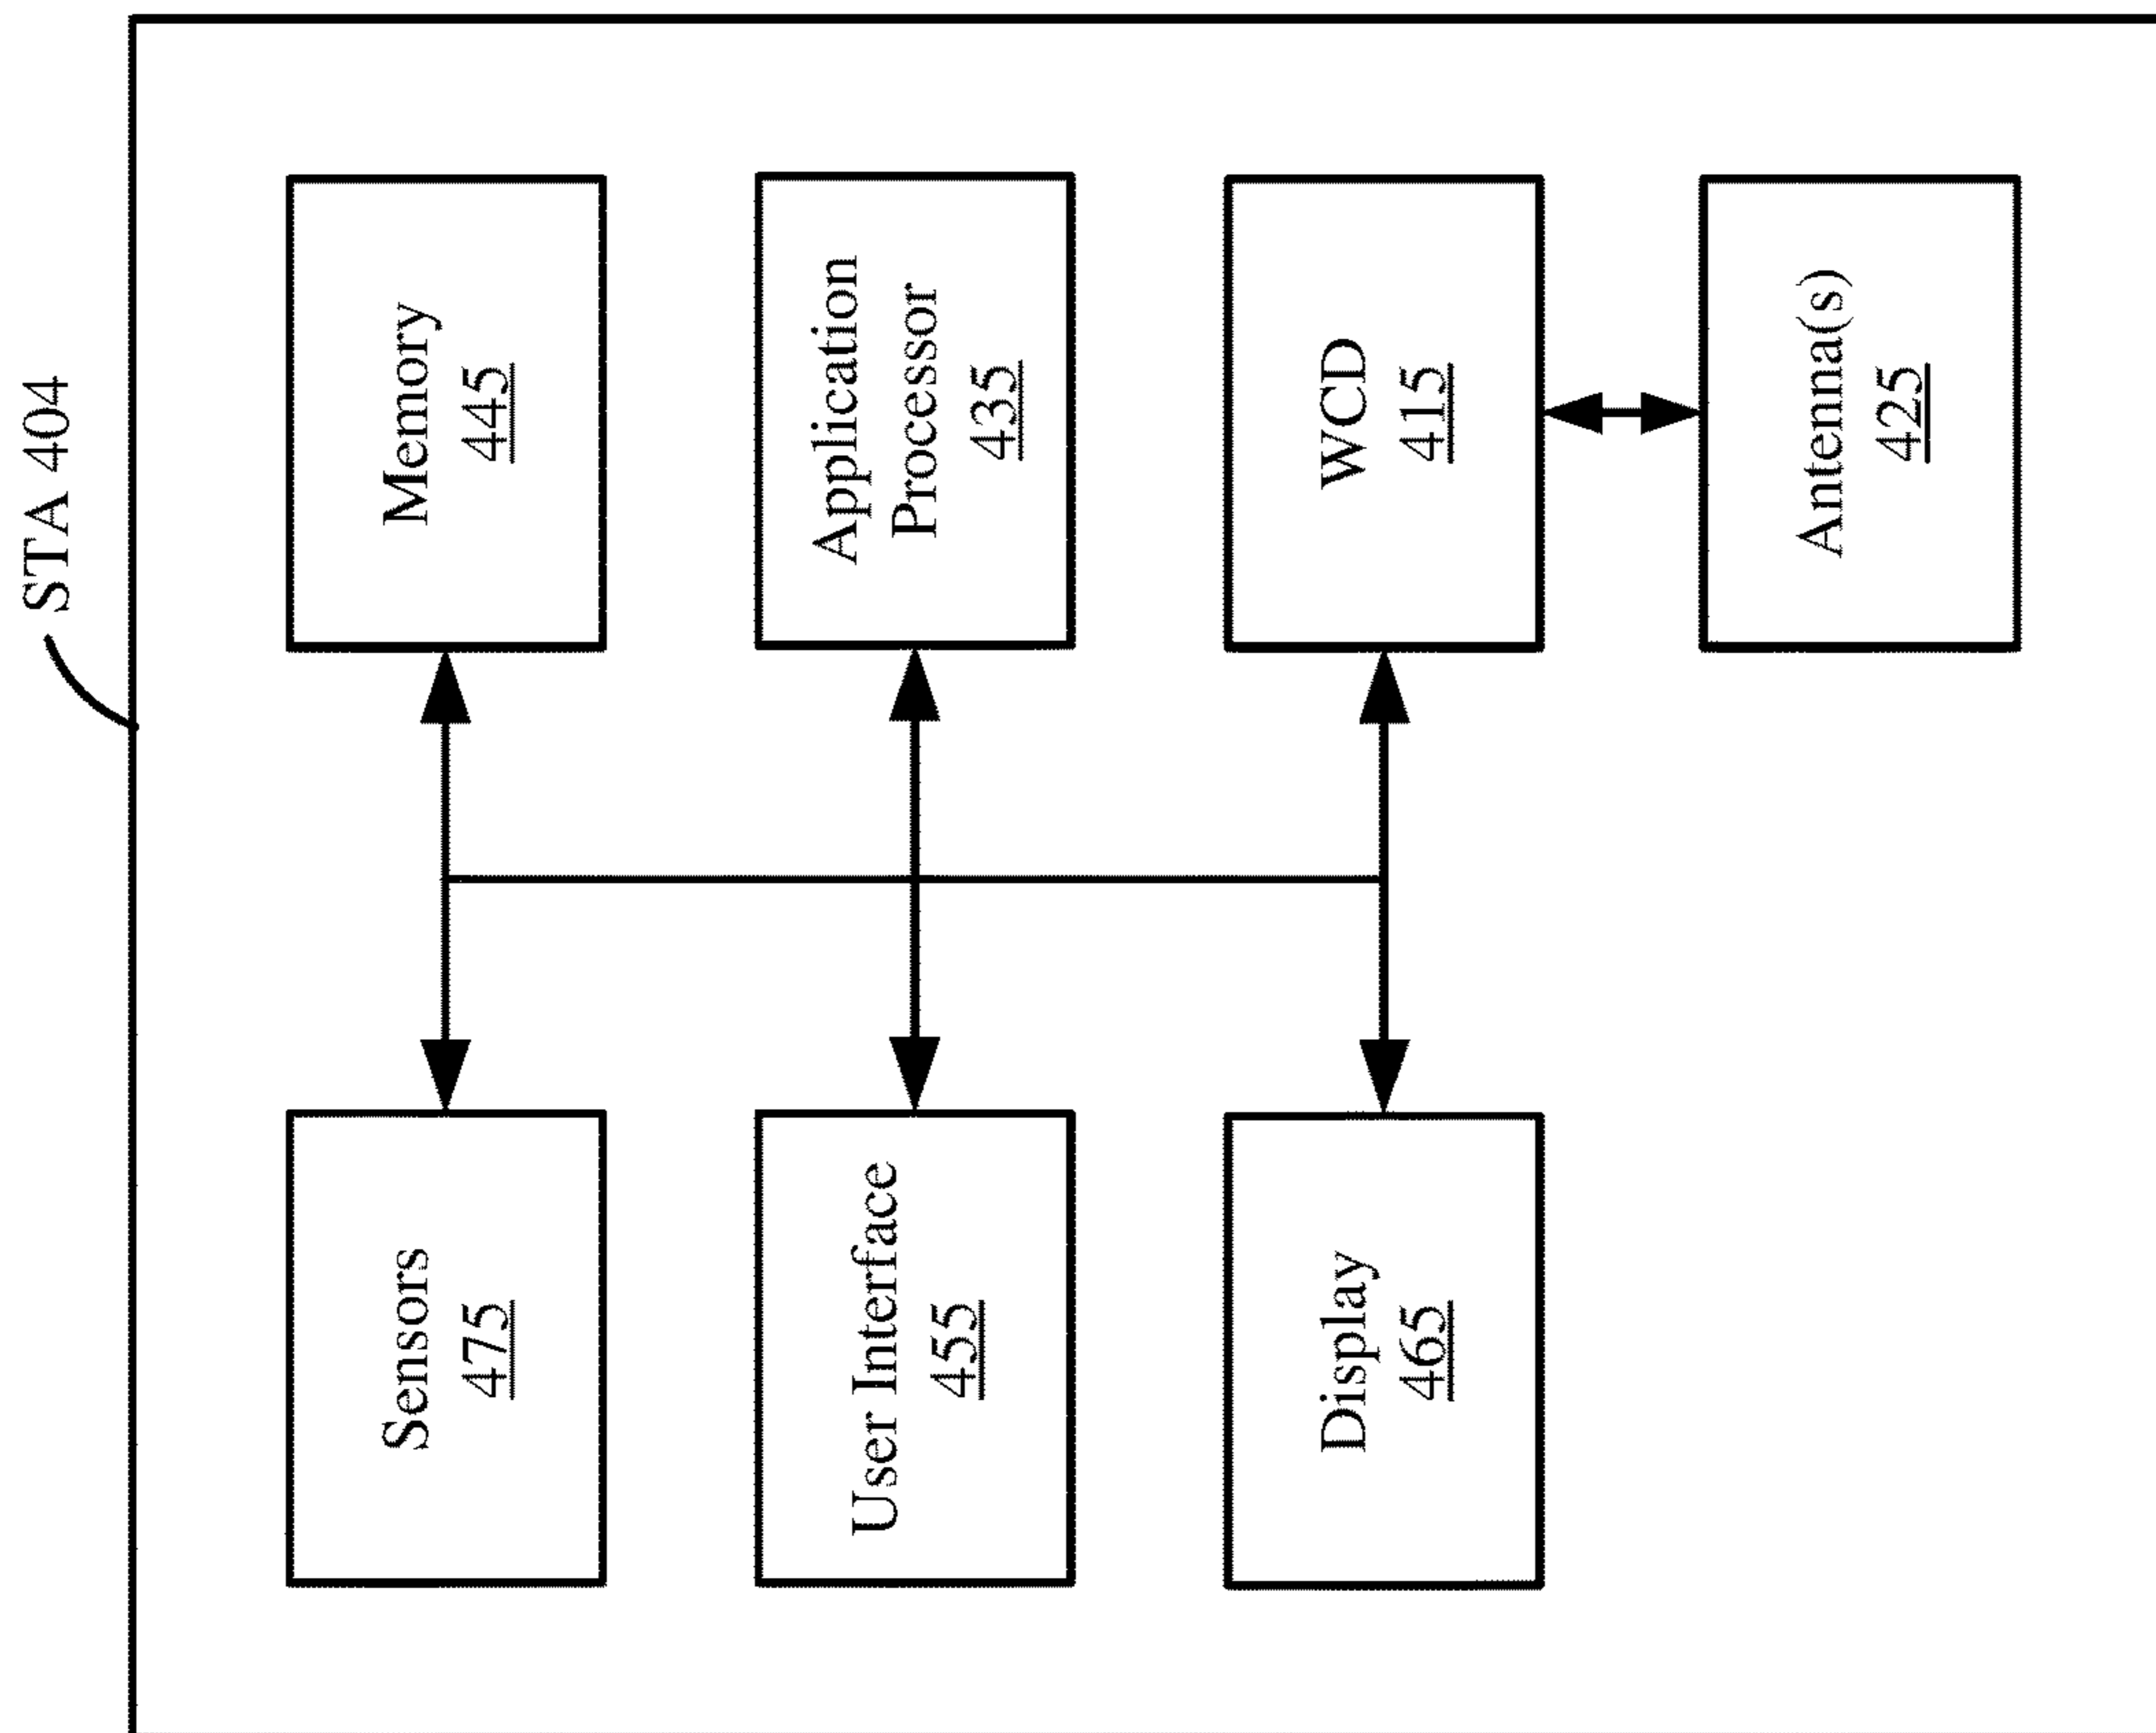 STA 404
Sensors
475
Memory
445
User Interface
455
Application
Processor
435
Display
465
WCD
415
Antenna(s)
425